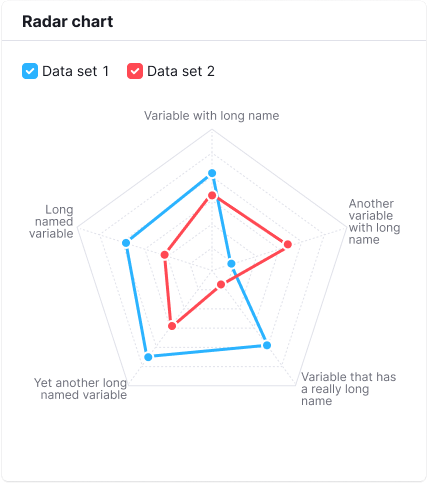 Radar chart
Data set 1
Data set 2
Variable with long name
Another
variable
with long
name
Long
named
variable
Variable that has
a really long
name
Yet another long
named variable